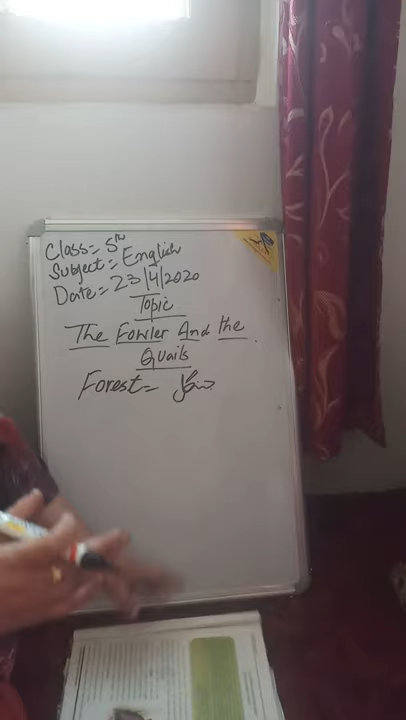 Class= 5th
Subject= English
Date= 23/4/2020
Topic
The Fowler And the
Quails
Forest=